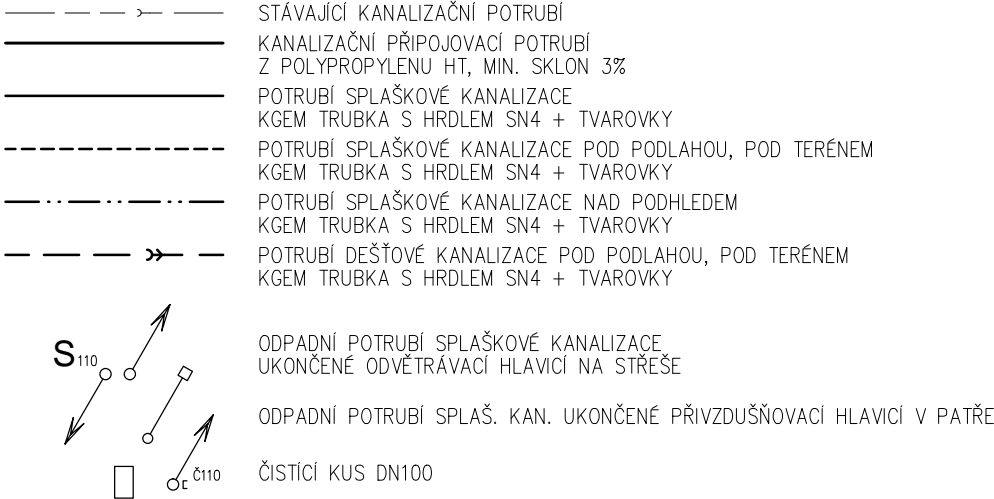 STÁVAJÍCÍ KANALIZAČNÍ POTRUBÍ
KANALIZAČNÍ PŘIPOJOVACÍ POTRUBÍ
Z POLYPROPYLENU HT, MIN. SKLON 3%
POTRUBÍ SPLAŠKOVÉ KANALIZACE
KGEM TRUBKA S HRDLEM SN4 + TVAROVKY
POTRUBÍ SPLAŠKOVÉ KANALIZACE POD PODLAHOU, POD TERÉNEM
KGEM TRUBKA S HRDLEM SN4 + TVAROVKY
POTRUBÍ SPLAŠKOVÉ KANALIZACE NAD PODHLEDEM
KGEM TRUBKA S HRDLEM SN4 + TVAROVKY
POTRUBÍ DEŠŤOVÉ KANALIZACE POD PODLAHOU, POD TERÉNEM
KGEM TRUBKA S HRDLEM SN4 + TVAROVKY
S110
ODPADNÍ POTRUBÍ SPLAŠKOVÉ KANALIZACE
UKONČENÉ ODVĚTRÁVACÍ HLAVICÍ NA STŘEŠE
ODPADNÍ POTRUBÍ SPLAŠ. KAN. UKONČENÉ PŘIVZDUŠŇOVACÍ HLAVICÍ V PATŘE
Č110
ČISTÍCÍ KUS DN100